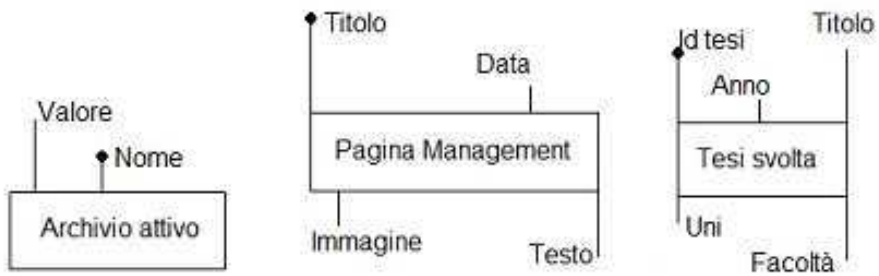 Valore
Nome
Archivio attivo
Titolo
Data
Pagina Management
Immagine
Testo
Id tesi
Titolo
Anno
Tesi svolta
Uni
Facoltà